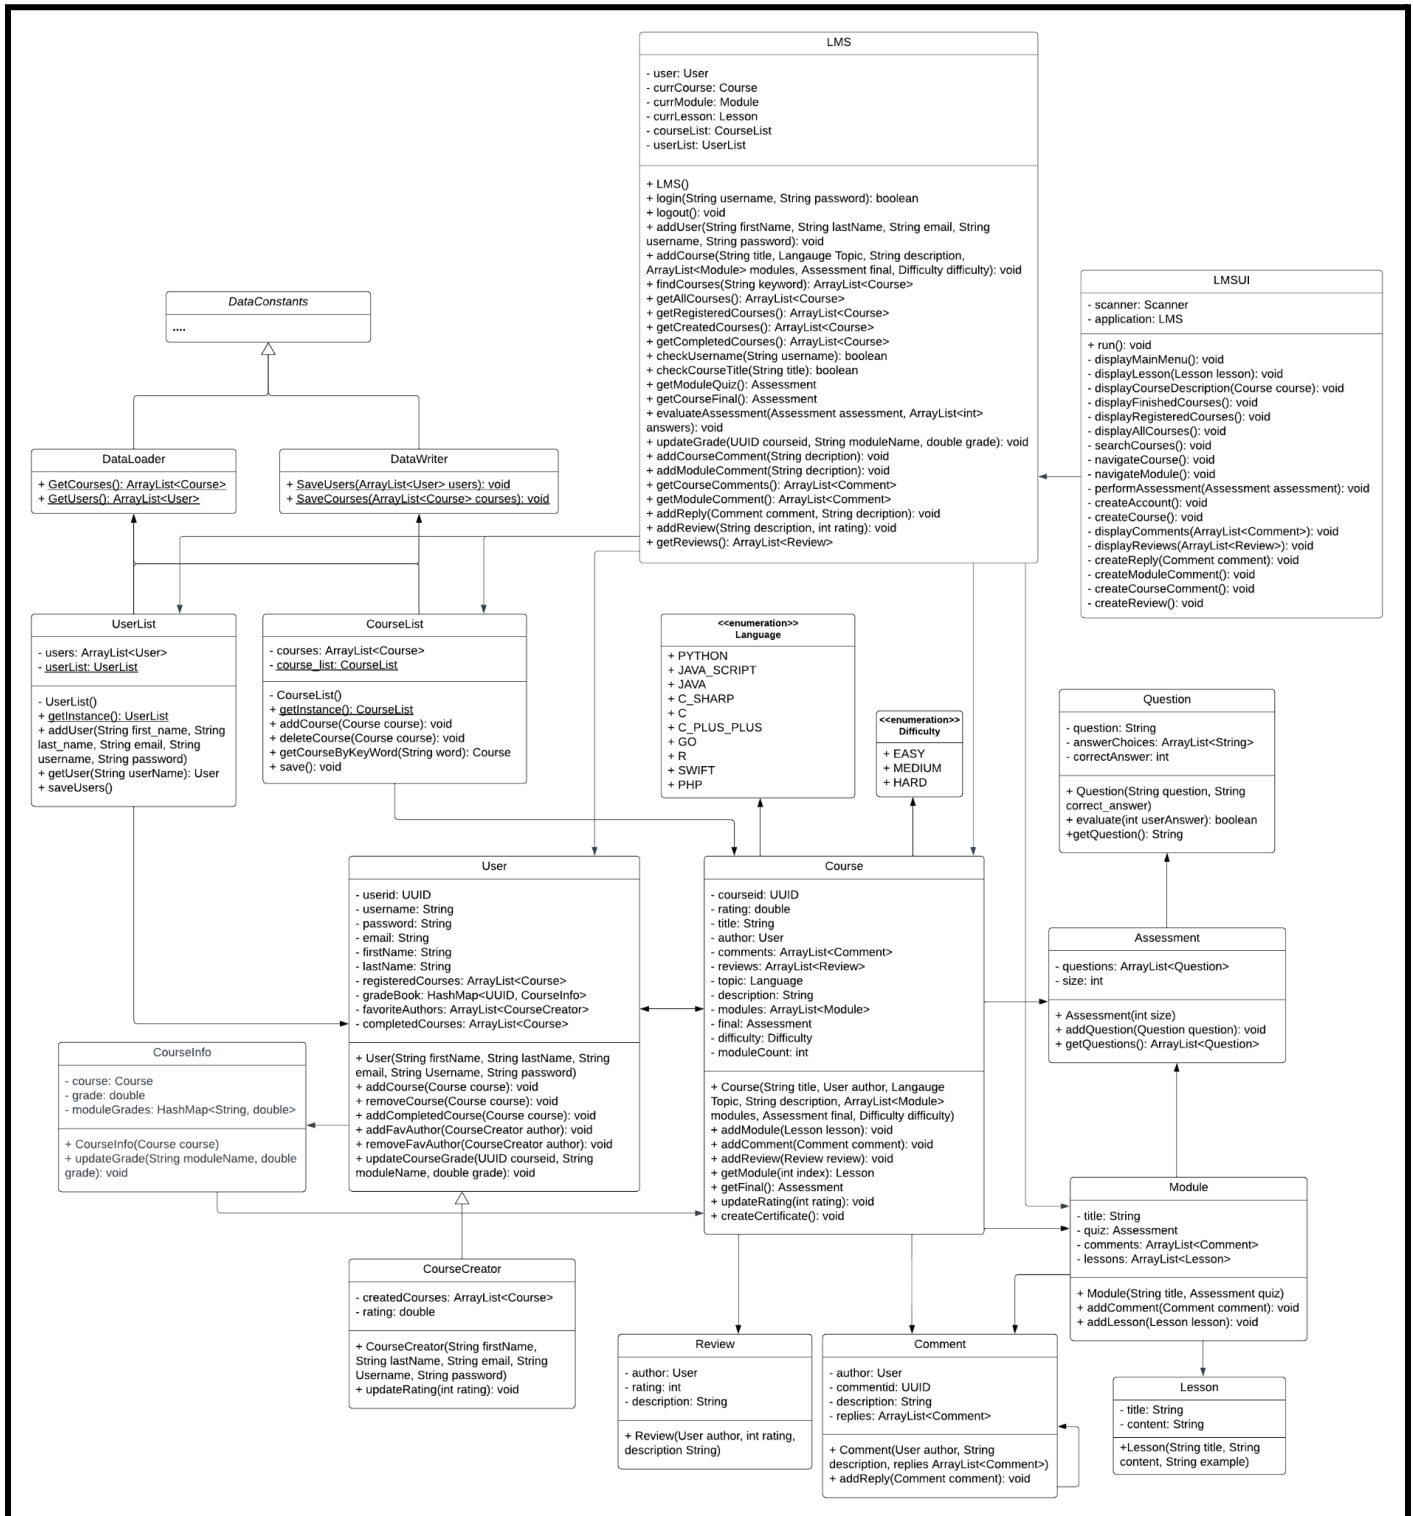 LMS
- user: User
- currCourse: Course
- currModule: Module
- currLesson: Lesson
- courseList: CourseList
- userList: UserList
+ LMS()
+ login(String username, String password): boolean
+ logout(): void
+ addUser(String firstName, String lastName, String email, String
username, String password): void
+ addCourse(String title, Langauge Topic, String description,
ArrayList<Module> modules, Assessment final, Difficulty difficulty): void
+ findCourses(String keyword): ArrayList<Course>
+ getAllCourses(): ArrayList<Course>
+ getRegisteredCourses(): ArrayList<Course>
+ getCreatedCourses(): ArrayList<Course>
+ getCompletedCourses(): ArrayList<Course>
+ checkUsername(String username): boolean
+ checkCourseTitle(String title): boolean
+ getModuleQuiz(): Assessment
+ getCourseFinal(): Assessment
+ evaluateAssessment(Assessment assessment, ArrayList<int>
answers): void
+ updateGrade(UUID courseid, String moduleName, double grade): void
+ addCourseComment(String decription): void
+ addModuleComment(String decription): void
+ getCourseComments(): ArrayList<Comment>
+ getModuleComment(): ArrayList<Comment>
+ addReply(Comment comment, String decription): void
+ addReview(String description, int rating): void
+ getReviews(): ArrayList<Review>
LMSUI
- scanner: Scanner
- application: LMS
+ run(): void
- displayMainMenu(): void
- displayLesson(Lesson lesson): void
- displayCourseDescription(Course course): void
- displayFinishedCourses(): void
- displayRegisteredCourses(): void
- displayAllCourses(): void
- searchCourses(): void
- navigateCourse(): void
- navigateModule(): void
- performAssessment(Assessment assessment): void
- createAccount(): void
- createCourse(): void
- displayComments(ArrayList<Comment>): void
- displayReviews(ArrayList<Review>): void
- createReply(Comment comment): void
- createModuleComment(): void
- createCourseComment(): void
- createReview(): void
DataConstants
....
DataLoader
+ GetCourses(): ArrayList<Course>
+ GetUsers(): ArrayList<User>
DataWriter
+ SaveUsers(ArrayList<User> users): void
+ SaveCourses(ArrayList<Course> courses): void
UserList
- users: ArrayList<User>
- userList: UserList
- UserList()
+ getInstance(): UserList
+ addUser(String first_name, String
last_name, String email, String
username, String password)
+ getUser(String userName): User
+ saveUsers()
CourseList
- courses: ArrayList<Course>
- course_list: CourseList
- CourseList()
+ getInstance(): CourseList
+ addCourse(Course course): void
+ deleteCourse(Course course): void
+ getCourseByKeyWord(String word): Course
+ save(): void
<<enumeration>>
Language
+ PYTHON
+ JAVA_SCRIPT
+ JAVA
+ C_SHARP
+ C
+ C_PLUS_PLUS
+ GO
+ R
+ SWIFT
+ PHP
<<enumeration>>
Difficulty
+ EASY
+ MEDIUM
+ HARD
Question
- question: String
- answerChoices: ArrayList<String>
- correctAnswer: int
+ Question(String question, String
correct_answer)
+ evaluate(int userAnswer): boolean
+getQuestion(): String
User
- userid: UUID
- username: String
- password: String
- email: String
- firstName: String
- lastName: String
- registeredCourses: ArrayList<Course>
- gradeBook: HashMap<UUID, CourseInfo>
- favoriteAuthors: ArrayList<CourseCreator>
- completedCourses: ArrayList<Course>
+ User(String firstName, String lastName, String
email, String Username, String password)
+ addCourse(Course course): void
+ removeCourse(Course course): void
+ addCompletedCourse(Course course): void
+ addFavAuthor(CourseCreator author): void
+ removeFavAuthor(CourseCreator author): void
+ updateCourseGrade(UUID courseid, String
moduleName, double grade): void
Course
- courseid: UUID
- rating: double
- title: String
- author: User
- comments: ArrayList<Comment>
- reviews: ArrayList<Review>
- topic: Language
- description: String
- modules: ArrayList<Module>
- final: Assessment
- difficulty: Difficulty
- moduleCount: int
+ Course(String title, User author, Langauge
Topic, String description, ArrayList<Module>
modules, Assessment final, Difficulty difficulty)
+ addModule(Lesson lesson): void
+ addComment(Comment comment): void
+ addReview(Review review): void
+ getModule(int index): Lesson
+ getFinal(): Assessment
+ updateRating(int rating): void
+ createCertificate(): void
Assessment
- questions: ArrayList<Question>
- size: int
+ Assessment(int size)
+ addQuestion(Question question): void
+ getQuestions(): ArrayList<Question>
CourseInfo
- course: Course
- grade: double
- moduleGrades: HashMap<String, double>
+ CourseInfo(Course course)
+ updateGrade(String moduleName, double
grade): void
Module
- title: String
- quiz: Assessment
- comments: ArrayList<Comment>
- lessons: ArrayList<Lesson>
+ Module(String title, Assessment quiz)
+ addComment(Comment comment): void
+ addLesson(Lesson lesson): void
CourseCreator
- createdCourses: ArrayList<Course>
- rating: double
+ CourseCreator(String firstName,
String lastName, String email, String
Username, String password)
+ updateRating(int rating): void
Review
- author: User
- rating: int
- description: String
+ Review(User author, int rating,
description String)
Comment
- author: User
- commentid: UUID
- description: String
- replies: ArrayList<Comment>
+ Comment(User author, String
description, replies ArrayList<Comment>)
+ addReply(Comment comment): void
Lesson
- title: String
- content: String
+Lesson(String title, String
content, String example)